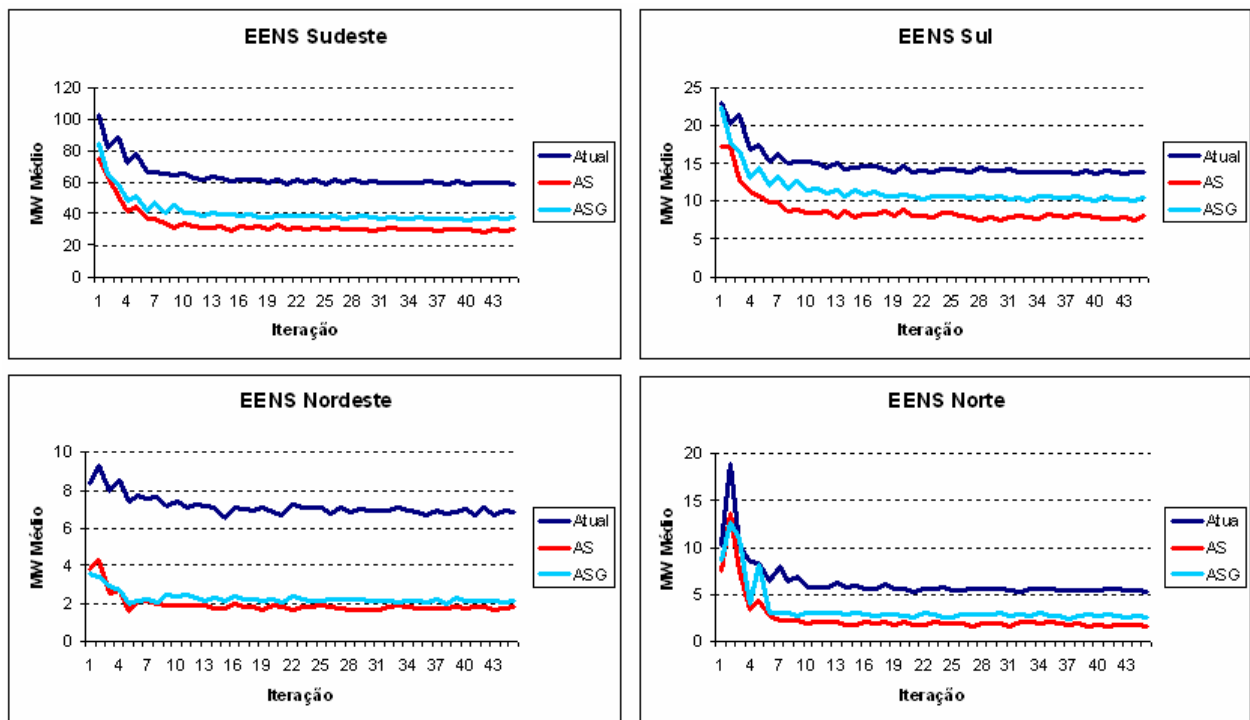 EENS Sudeste
MW Médio
120
100
80
60
40
20
0
1 4 7 10 13 16 19 22 25 28 31 34 37 40 43
Iteração
Atual
AS
ASG
EENS Sul
MW Médio
25
20
15
10
5
0
1 4 7 10 13 16 19 22 25 28 31 34 37 40 43
Iteração
Atual
AS
ASG
EENS Nordeste
MW Médio
10
8
6
4
2
0
1 4 7 10 13 16 19 22 25 28 31 34 37 40 43
Iteração
Atual
AS
ASG
EENS Norte
MW Médio
20
15
10
5
0
1 4 7 10 13 16 19 22 25 28 31 34 37 40 43
Iteração
Atua
AS
ASG